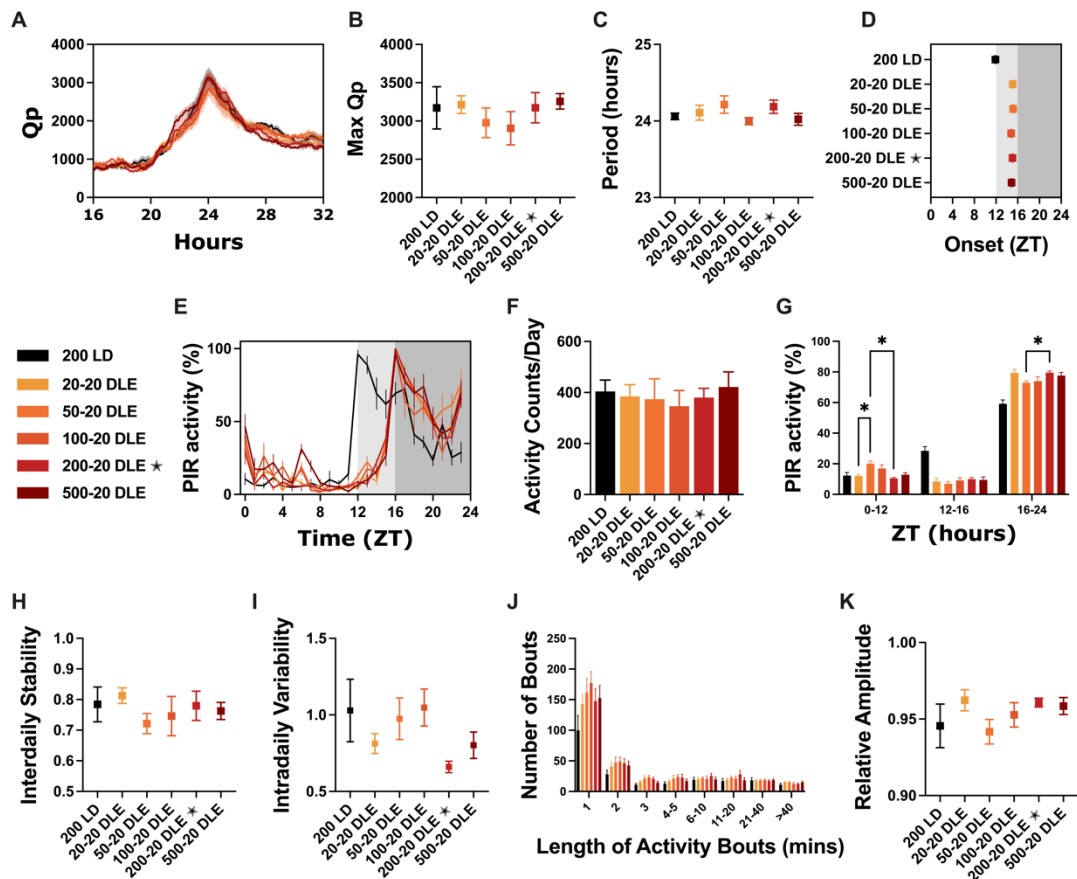 A
Qp
4000
3000
2000
1000
0
16 20 24 28 32
Hours
B
Max Qp
4000
3500
3000
2500
2000
200 LD
20-20 DLE
50-20 DLE
100-20 DLE
200-20 DLE ★
500-20 DLE
C
Period (hours)
25
24
23
200 LD
20-20 DLE
50-20 DLE
100-20 DLE
200-20 DLE ★
500-20 DLE
D
200 LD
20-20 DLE
50-20 DLE
100-20 DLE
200-20 DLE ★
500-20 DLE
0 4 8 12 16 20 24
Onset (ZT)
200 LD
20-20 DLE
50-20 DLE
100-20 DLE
200-20 DLE ★
500-20 DLE
E
PIR activity (%)
100
50
0
0 4 8 12 16 20 24
Time (ZT)
F
Activity Counts/Day
600
400
200
0
200 LD
20-20 DLE
50-20 DLE
100-20 DLE
200-20 DLE ★
500-20 DLE
G
PIR activity (%)
100
80
60
40
20
0
*
*
*
0-12 12-16 16-24
ZT (hours)
H
Interdaily Stability
1.0
0.9
0.8
0.7
0.6
0.5
200 LD
20-20 DLE
50-20 DLE
100-20 DLE
200-20 DLE ★
500-20 DLE
I
Intradaily Variability
1.5
1.0
0.5
200 LD
20-20 DLE
50-20 DLE
100-20 DLE
200-20 DLE ★
500-20 DLE
J
Number of Bouts
250
200
150
100
50
0
1 2 3 4-5 6-10 11-20 21-40 >40
Length of Activity Bouts (mins)
K
Relative Amplitude
1.00
0.95
0.90
200 LD
20-20 DLE
50-20 DLE
100-20 DLE
200-20 DLE ★
500-20 DLE